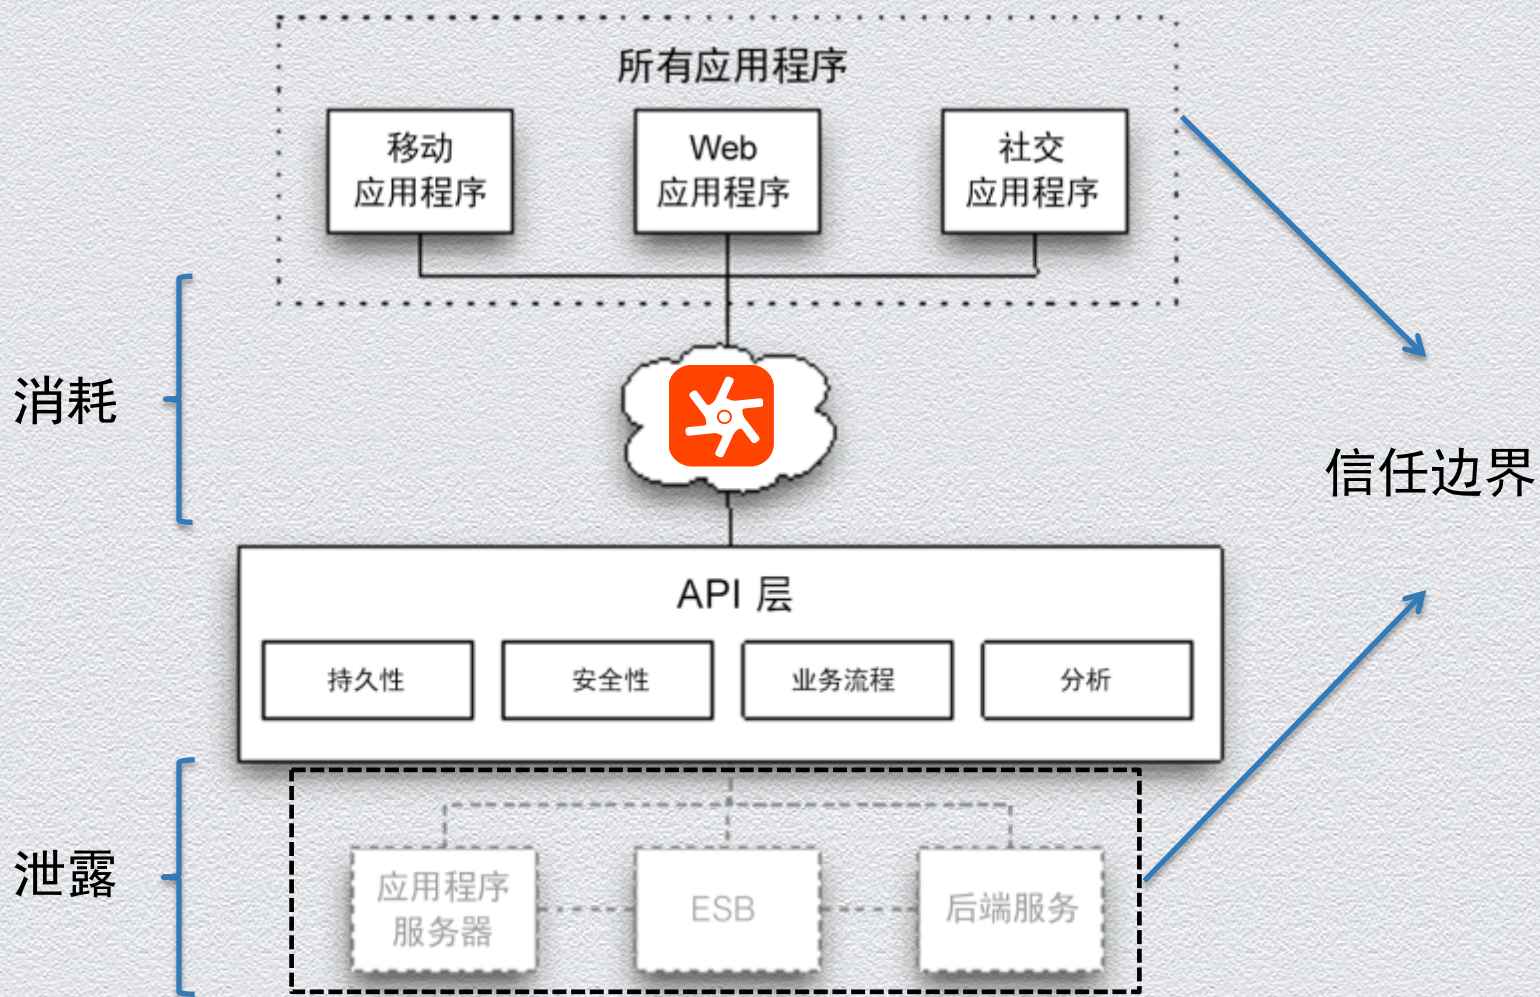 所有应用程序
移动
应用程序
Web
应用程序
社交
应用程序
消耗
信任边界
API 层
持久性
安全性
业务流程
分析
泄露
应用程序
服务器
ESB
后端服务